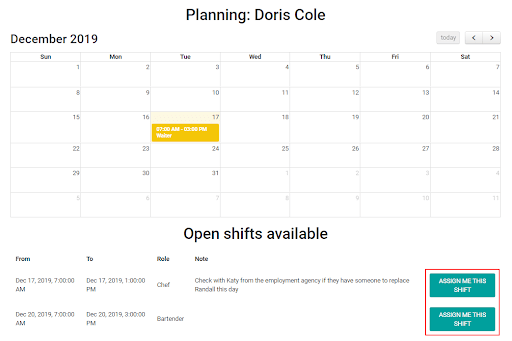 Planning: Doris Cole
December 2019
today < >
Sun Mon Tue Wed Thu Fri Sat
1 2 3 4 5 6 7
8 9 10 11 12 13 14
15 16 17 18 19 20 21
07:00 AM - 03:00 PM
Waiter
22 23 24 25 26 27 28
29 30 31 1 2 3 4
5 6 7 8 9 10 11
Open shifts available
From To Role Note
Dec 17, 2019, 7:00:00 Dec 17, 2019, 1:00:00 Chef Check with Katy from the employment agency if they have someone to replace ASSIGN ME THIS
AM PM Randall this day SHIFT
Dec 20, 2019, 7:00:00 Dec 20, 2019, 3:00:00 Bartender ASSIGN ME THIS
AM PM SHIFT